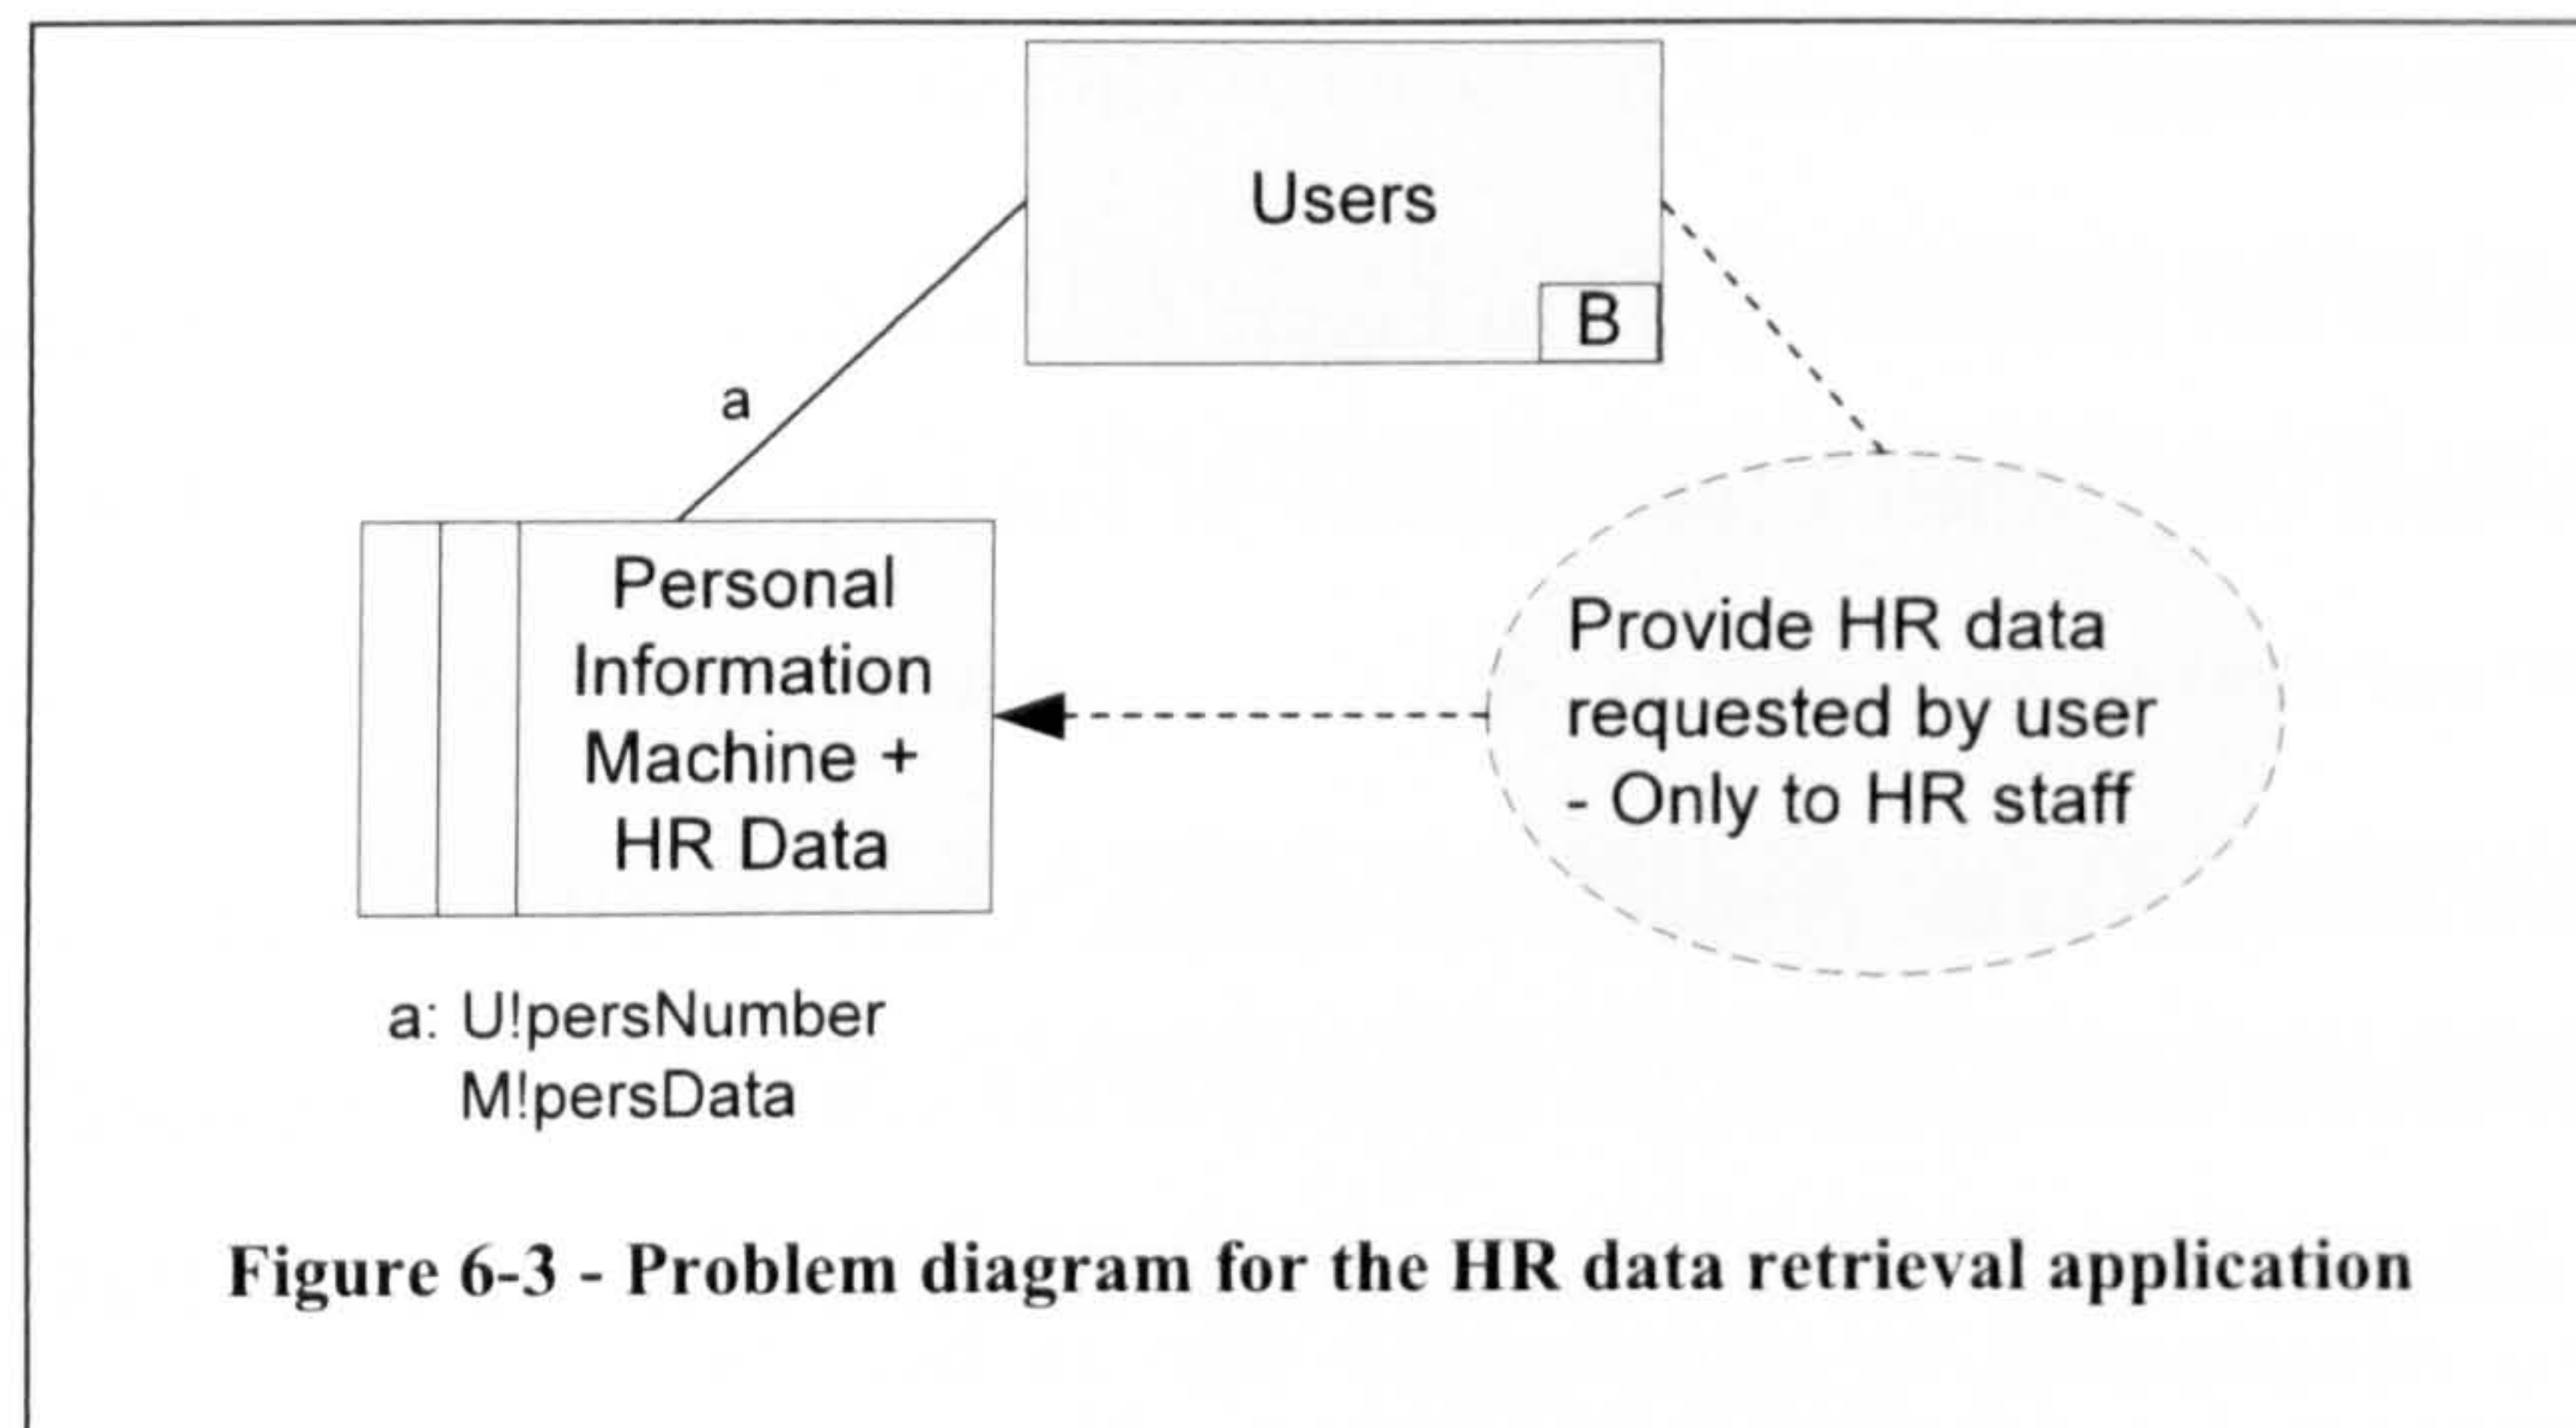 Users
B
a
Personal
Information
Machine +
HR Data
Provide HR data
requested by user
- Only to HR staff
a: U!persNumber
M!persData
Figure 6-3 - Problem diagram for the HR data retrieval application